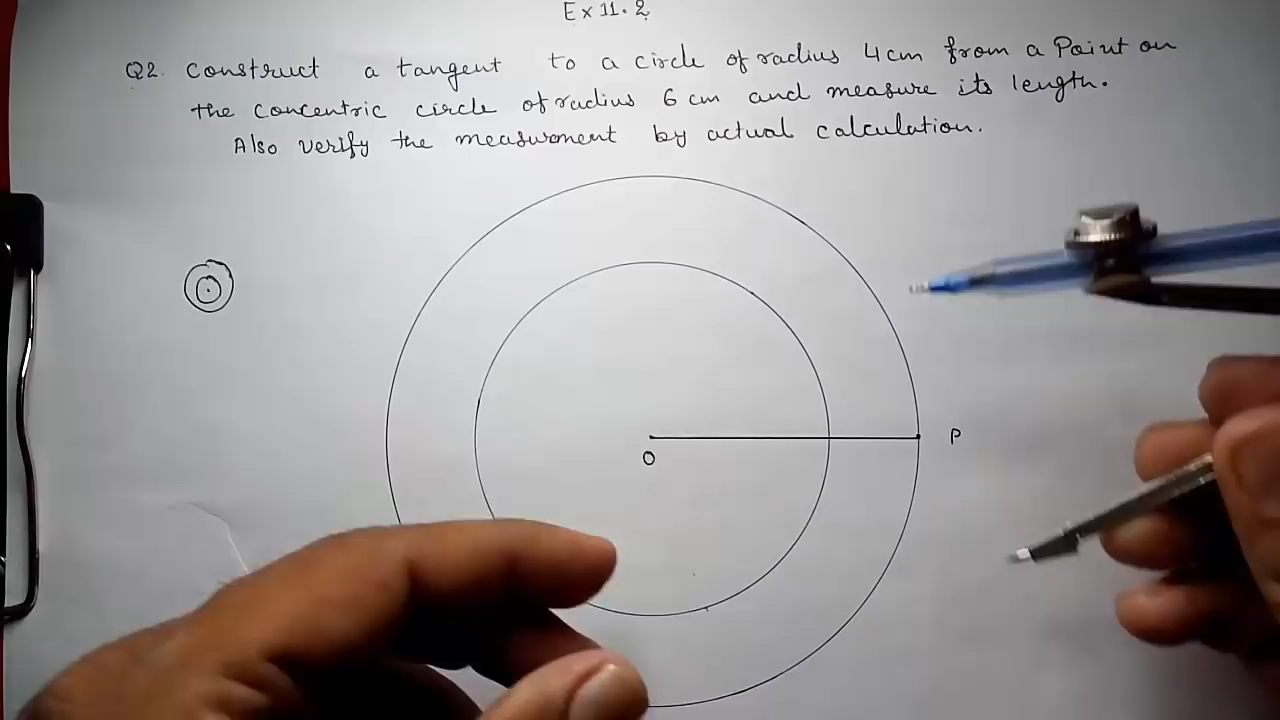 Ex 11.2
Q2. Construct a tangent to a circle of radius 4cm from a Point on
the concentric circle of radius 6 cm and measure its length.
Also verify the measurement by actual calculation.
O
P